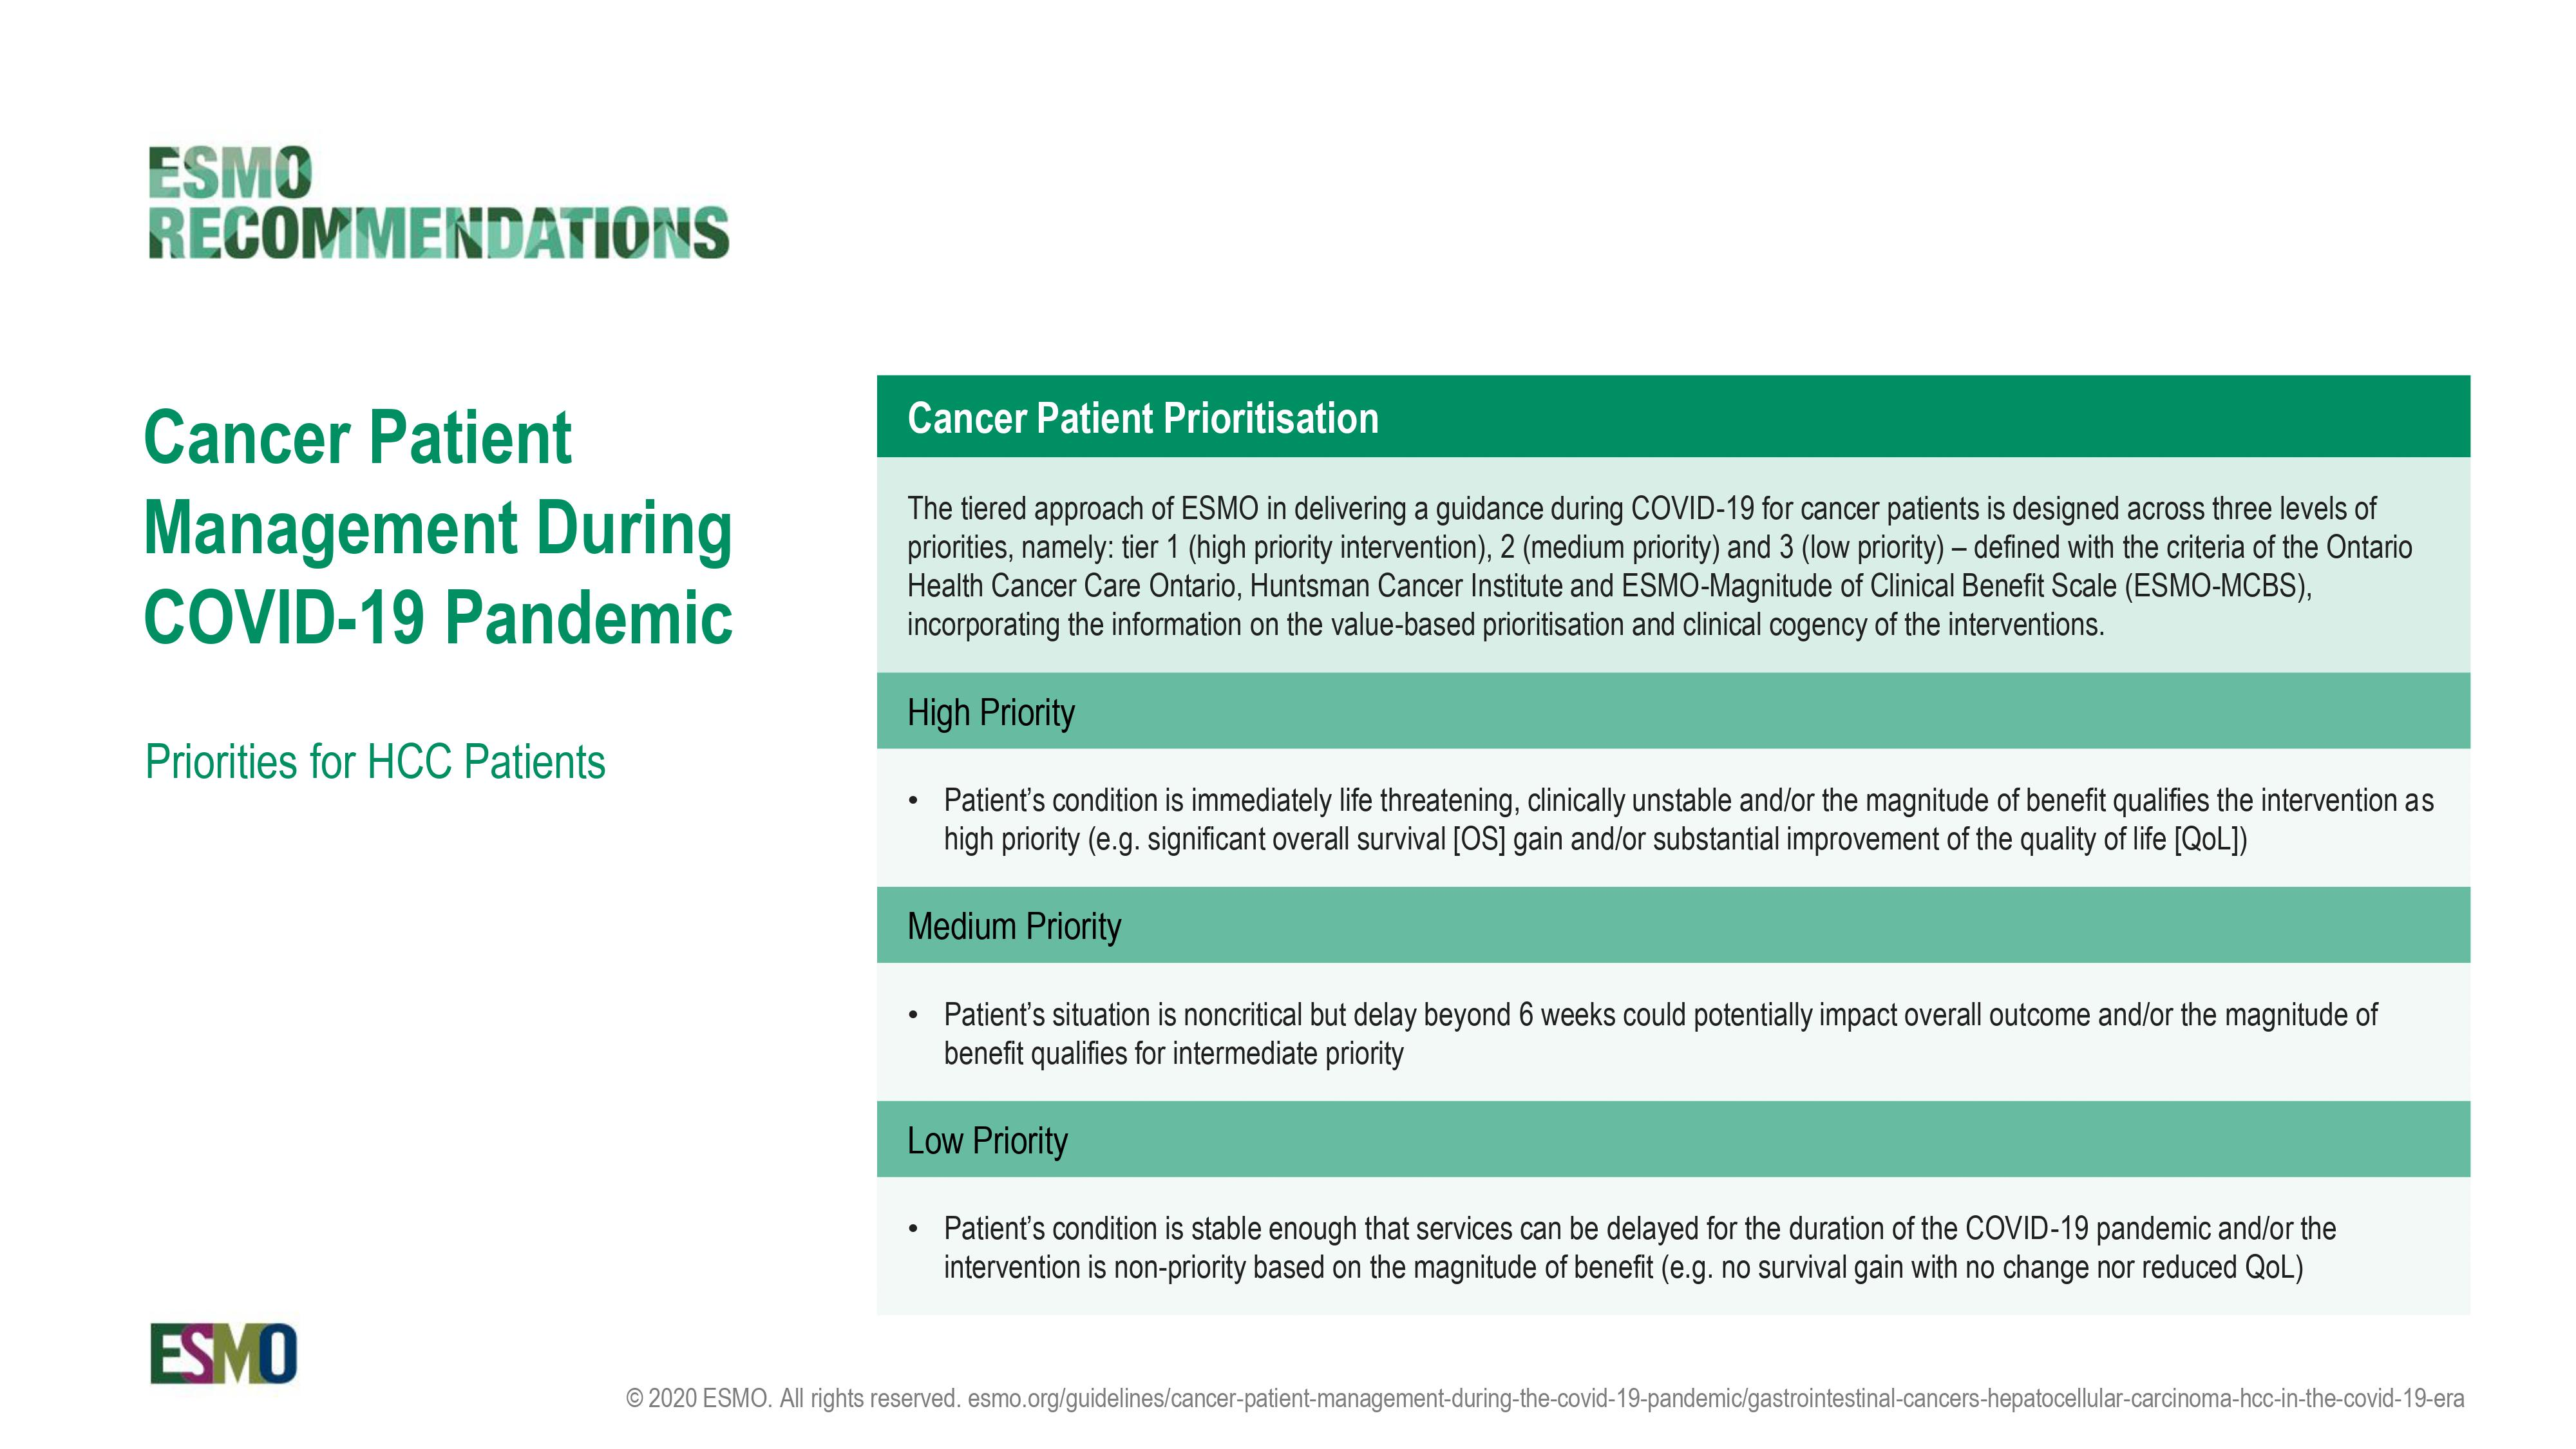 ESMO
RECOMMENDATIONS
Cancer Patient
Management During
COVID-19 Pandemic
Priorities for HCC Patients
Cancer Patient Prioritisation
The tiered approach of ESMO in delivering a guidance during COVID-19 for cancer patients is designed across three levels of
priorities, namely: tier 1 (high priority intervention), 2 (medium priority) and 3 (low priority) – defined with the criteria of the Ontario
Health Cancer Care Ontario, Huntsman Cancer Institute and ESMO-Magnitude of Clinical Benefit Scale (ESMO-MCBS),
incorporating the information on the value-based prioritisation and clinical cogency of the interventions.
High Priority
• Patient’s condition is immediately life threatening, clinically unstable and/or the magnitude of benefit qualifies the intervention as
high priority (e.g. significant overall survival [OS] gain and/or substantial improvement of the quality of life [QoL])
Medium Priority
• Patient’s situation is noncritical but delay beyond 6 weeks could potentially impact overall outcome and/or the magnitude of
benefit qualifies for intermediate priority
Low Priority
• Patient’s condition is stable enough that services can be delayed for the duration of the COVID-19 pandemic and/or the
intervention is non-priority based on the magnitude of benefit (e.g. no survival gain with no change nor reduced QoL)
ESMO
© 2020 ESMO. All rights reserved. esmo.org/guidelines/cancer-patient-management-during-the-covid-19-pandemic/gastrointestinal-cancers-hepatocellular-carcinoma-hcc-in-the-covid-19-era